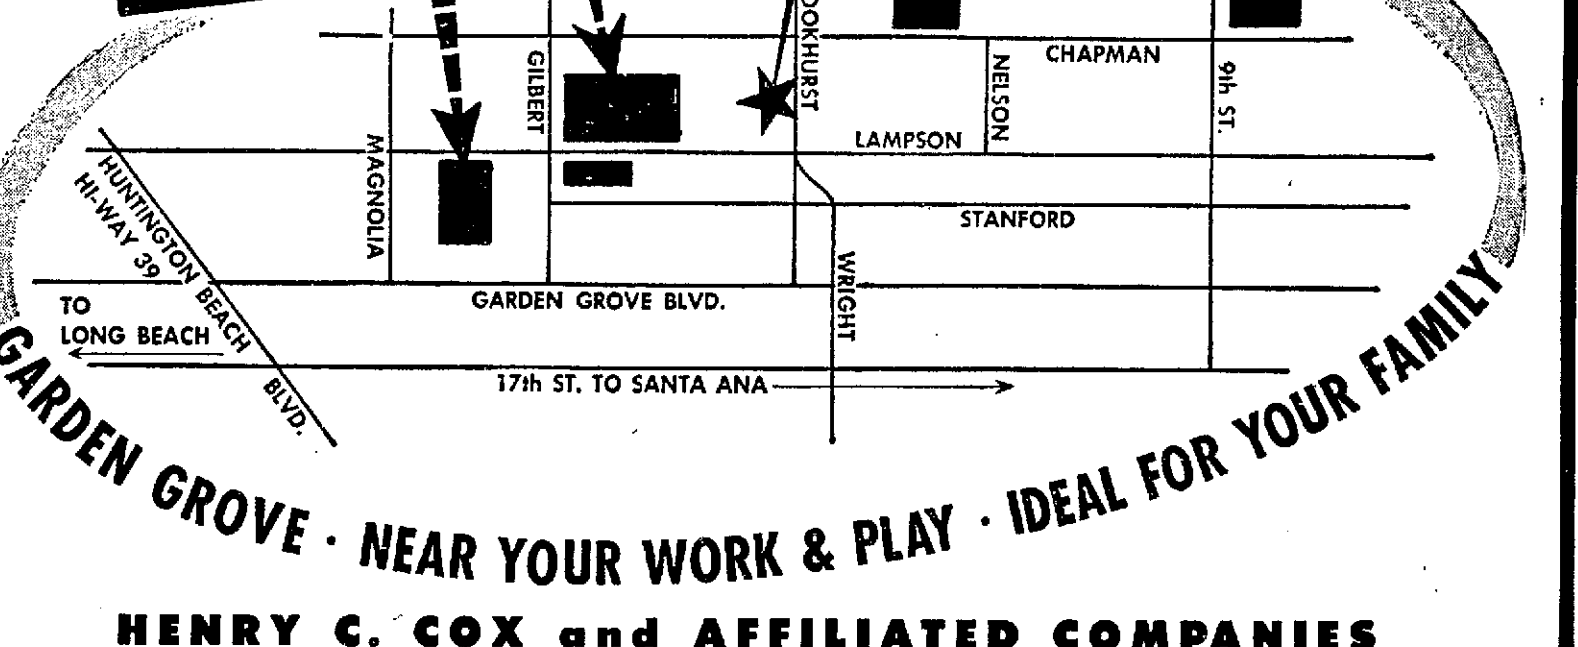 OOKHURST
CHAPMAN
GILBERT
NELSON
9th ST.
LAMPSON
MAGNOLIA
STANFORD
HUNTINGTON BEACH BLVD.
HI-WAY 39
WRIGHT
GARDEN GROVE BLVD.
TO
LONG BEACH
17th ST. TO SANTA ANA
GARDEN GROVE · NEAR YOUR WORK & PLAY · IDEAL FOR YOUR FAMILY
HENRY C. COX and AFFILIATED COMPANIES